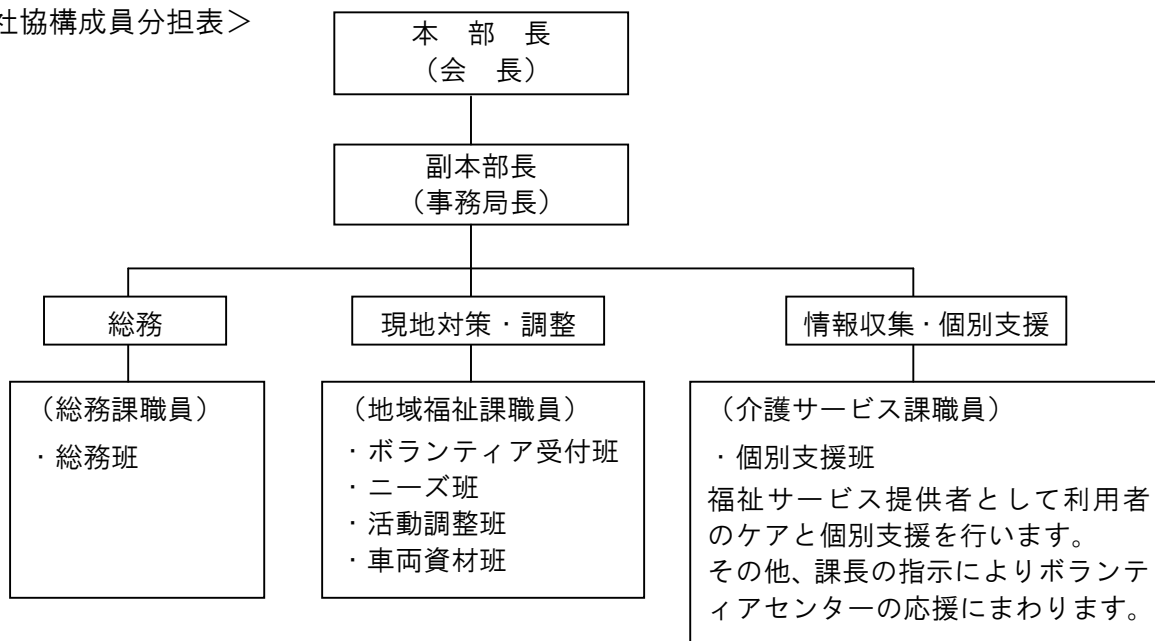 社協構成員分担表＞
本　部　長
（会　長）
副本部長
（事務局長）
総務
現地対策・調整
情報収集・個別支援
（総務課職員）
・総務班
（地域福祉課職員）
・ボランティア受付班
・ニーズ班
・活動調整班
・車両資材班
（介護サービス課職員）
・個別支援班
福祉サービス提供者として利用者
のケアと個別支援を行います。
その他、課長の指示によりボランテ
ィアセンターの応援にまわります。